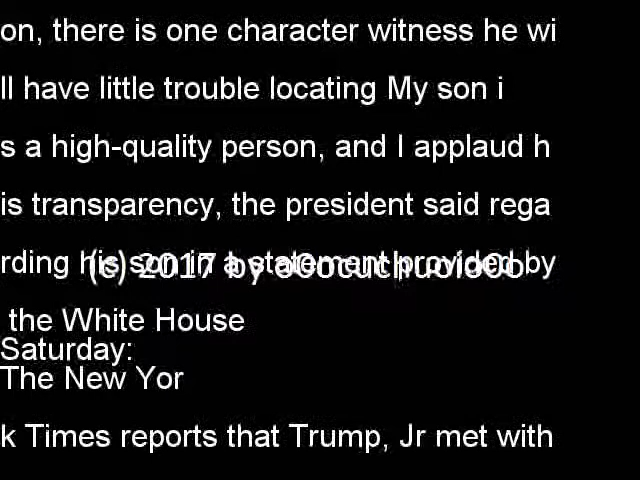 on, there is one character witness he wi
ll have little trouble locating My son i
s a high-quality person, and I applaud h
is transparency, the president said rega
rding his son in a statement provided by
(c) 2017 by
the White House
Saturday:
The New Yor
k Times reports that Trump, Jr met with